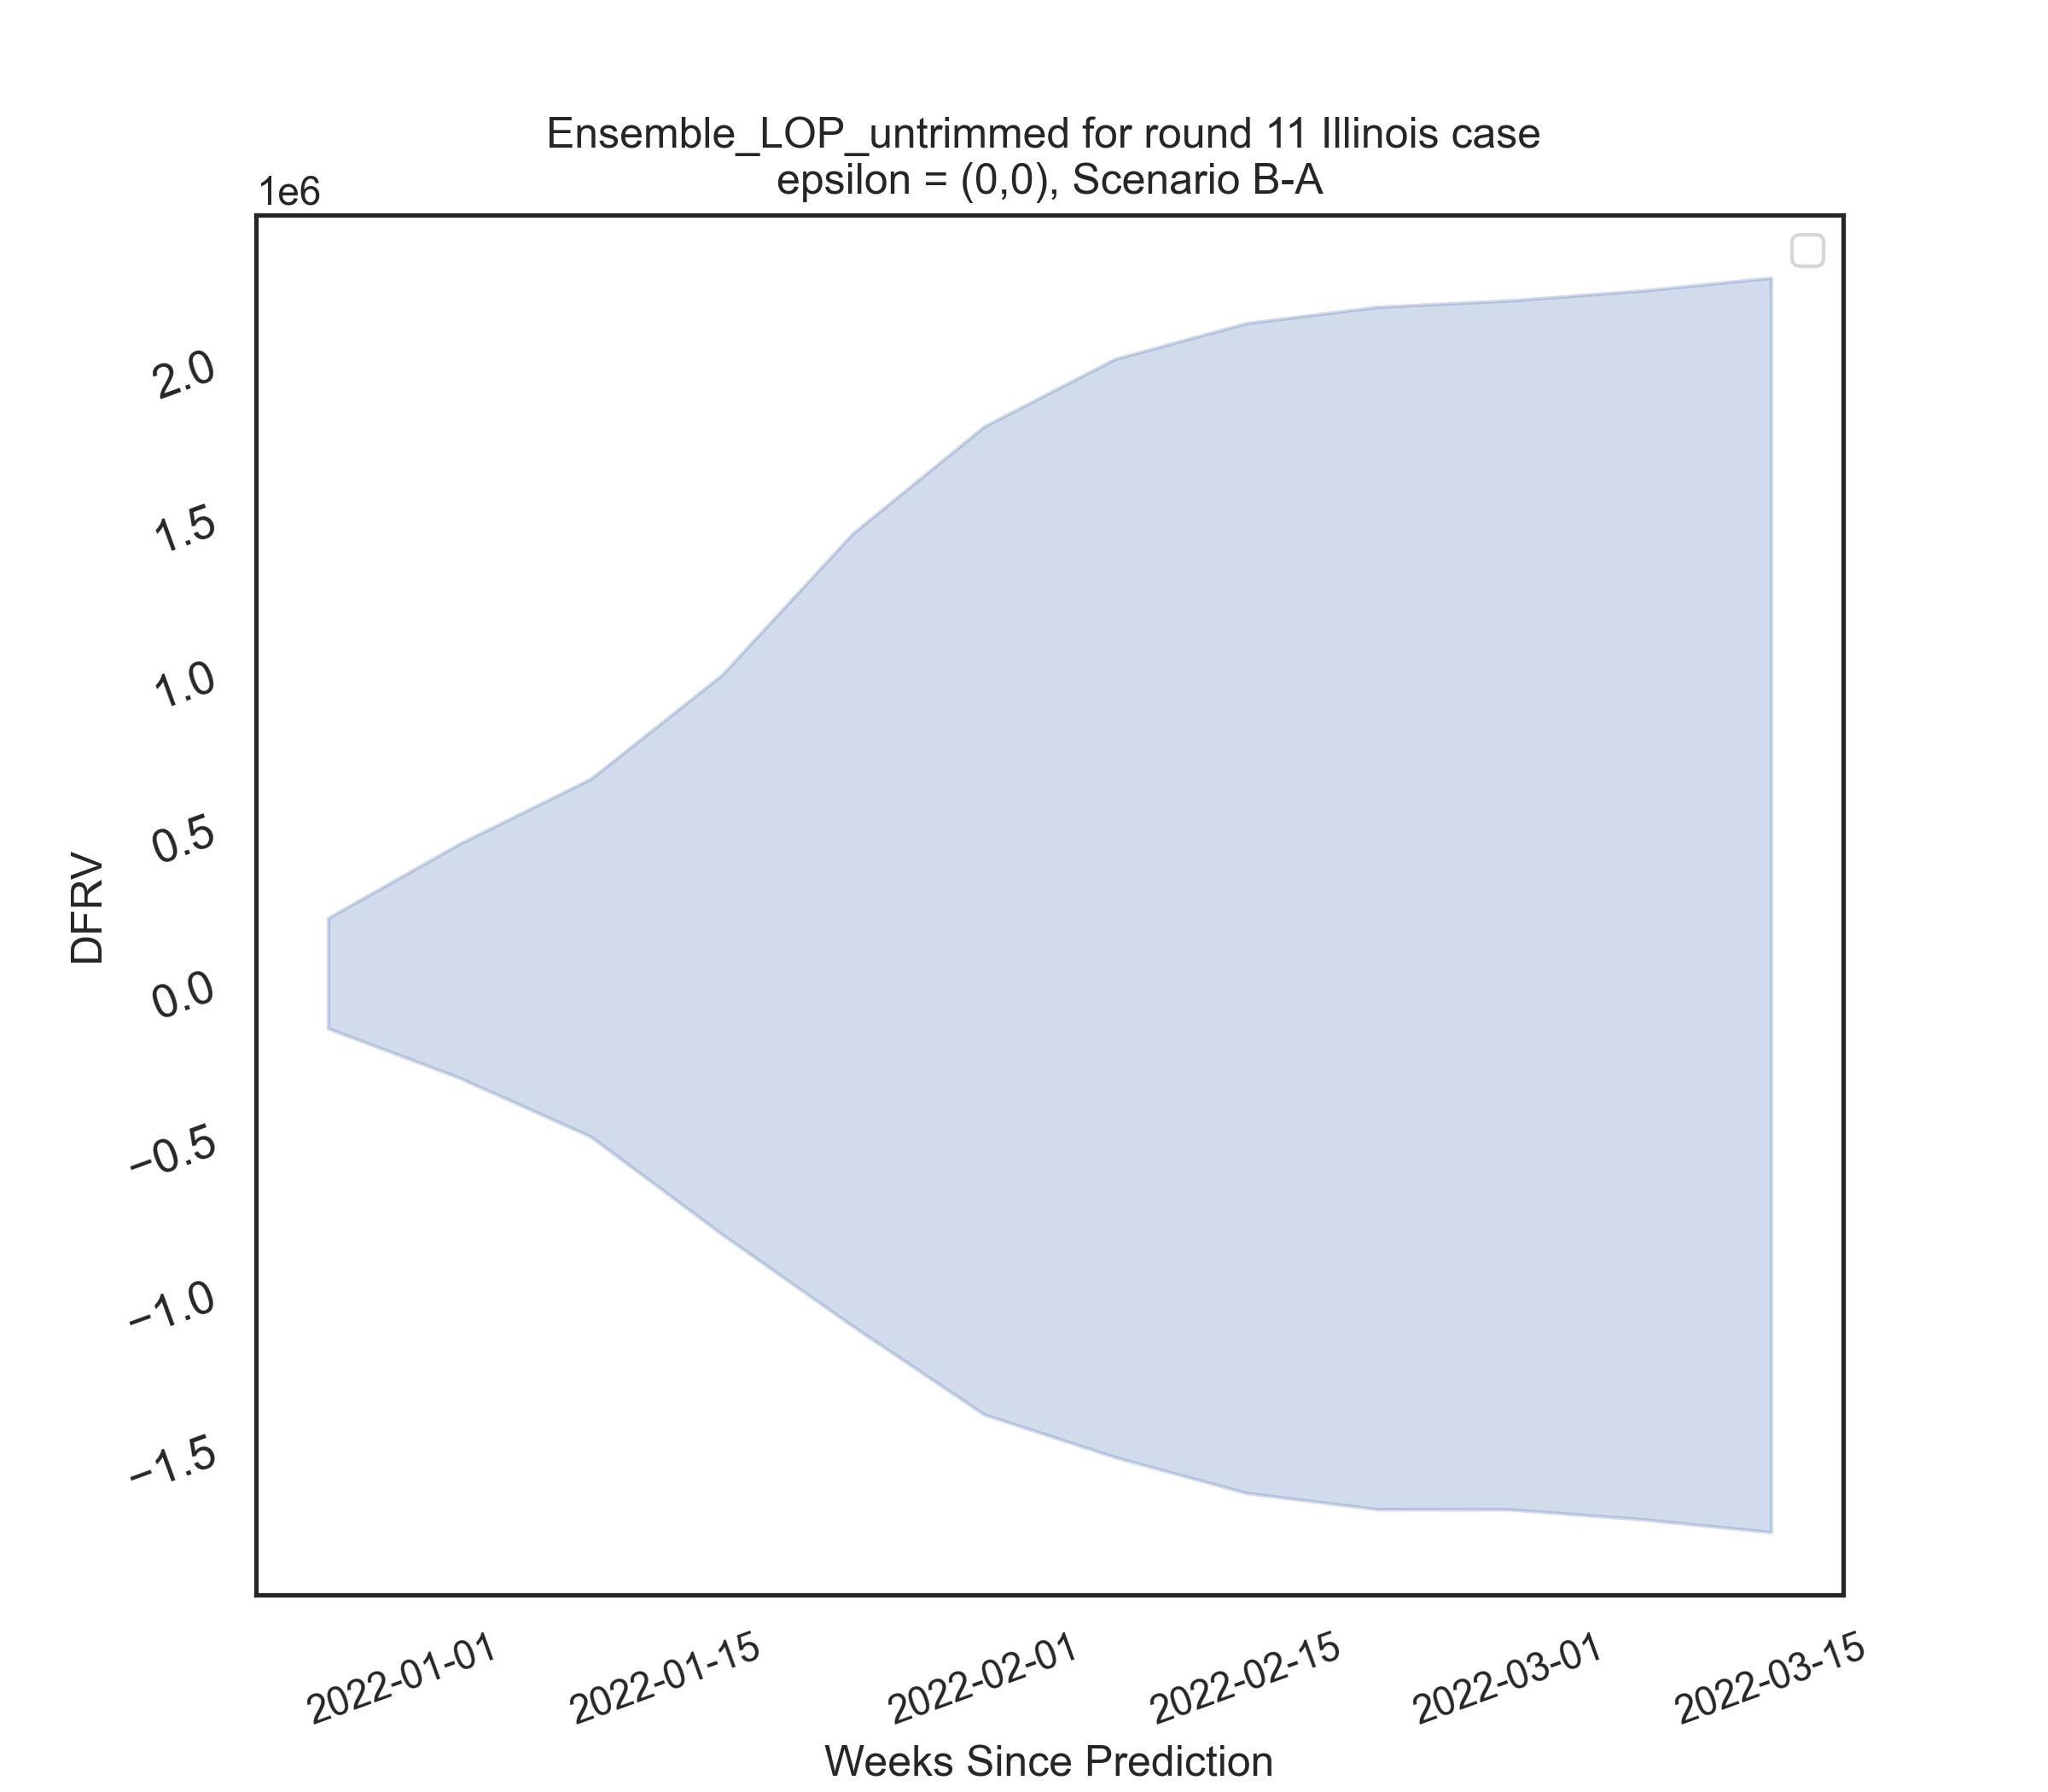 Ensemble_LOP_untrimmed for round 11 Illinois case
epsilon = (0,0), Scenario B-A
1e6
2.0
1.5
1.0
0.5
0.0
−0.5
−1.0
−1.5
DFRV
2022-01-01
2022-01-15
2022-02-01
2022-02-15
2022-03-01
2022-03-15
Weeks Since Prediction